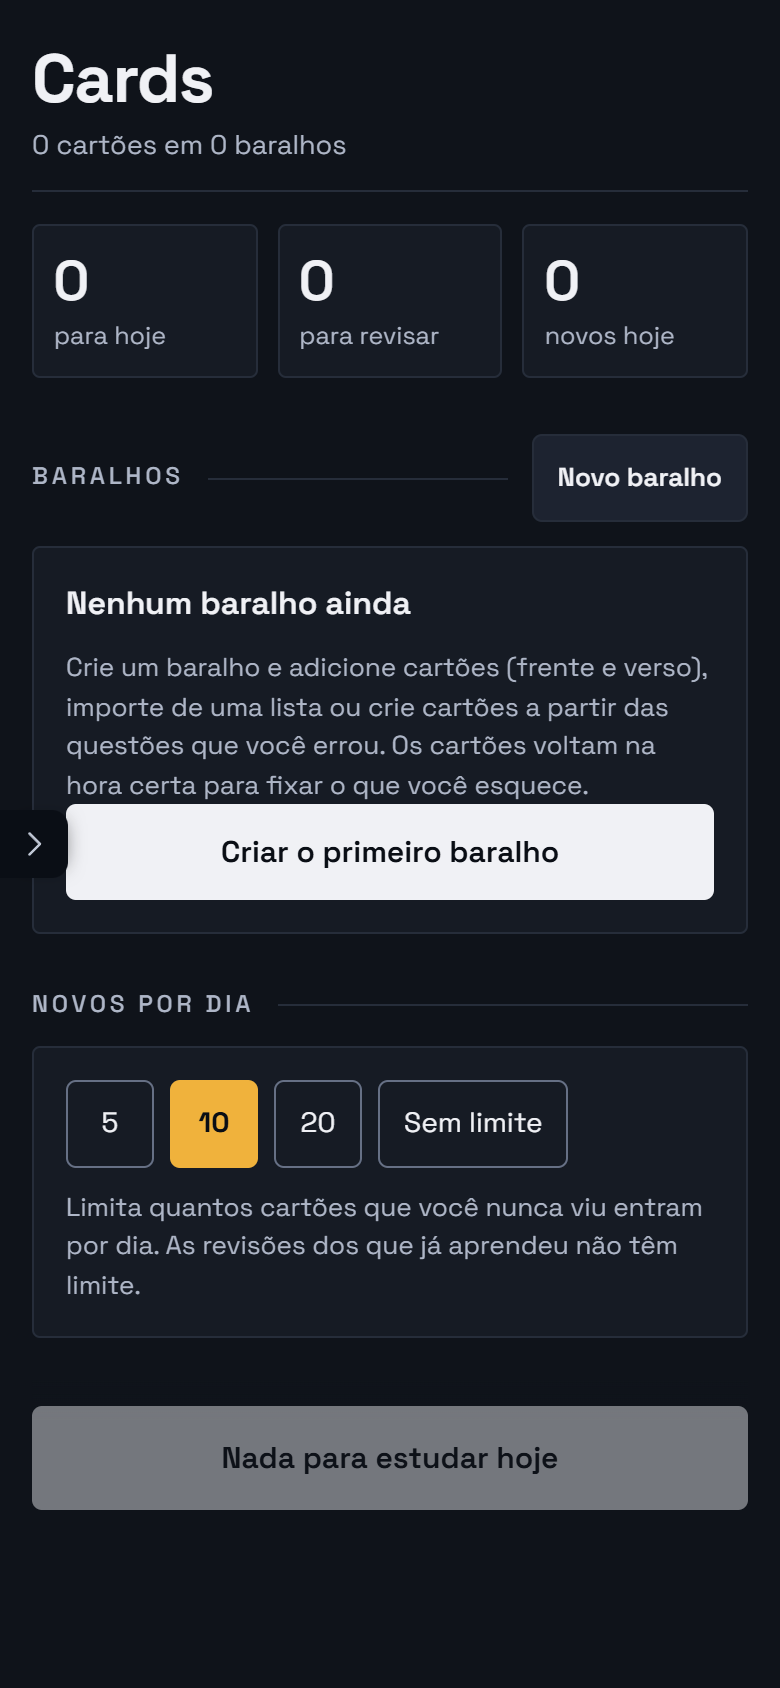 Cards
0 cartões em 0 baralhos
0
para hoje
0
para revisar
0
novos hoje
BARALHOS
Novo baralho
Nenhum baralho ainda
Crie um baralho e adicione cartões (frente e verso),
importe de uma lista ou crie cartões a partir das
questões que você errou. Os cartões voltam na
hora certa para fixar o que você esquece.
Criar o primeiro baralho
NOVOS POR DIA
5
10
20
Sem limite
Limita quantos cartões que você nunca viu entram
por dia. As revisões dos que já aprendeu não têm
limite.
Nada para estudar hoje